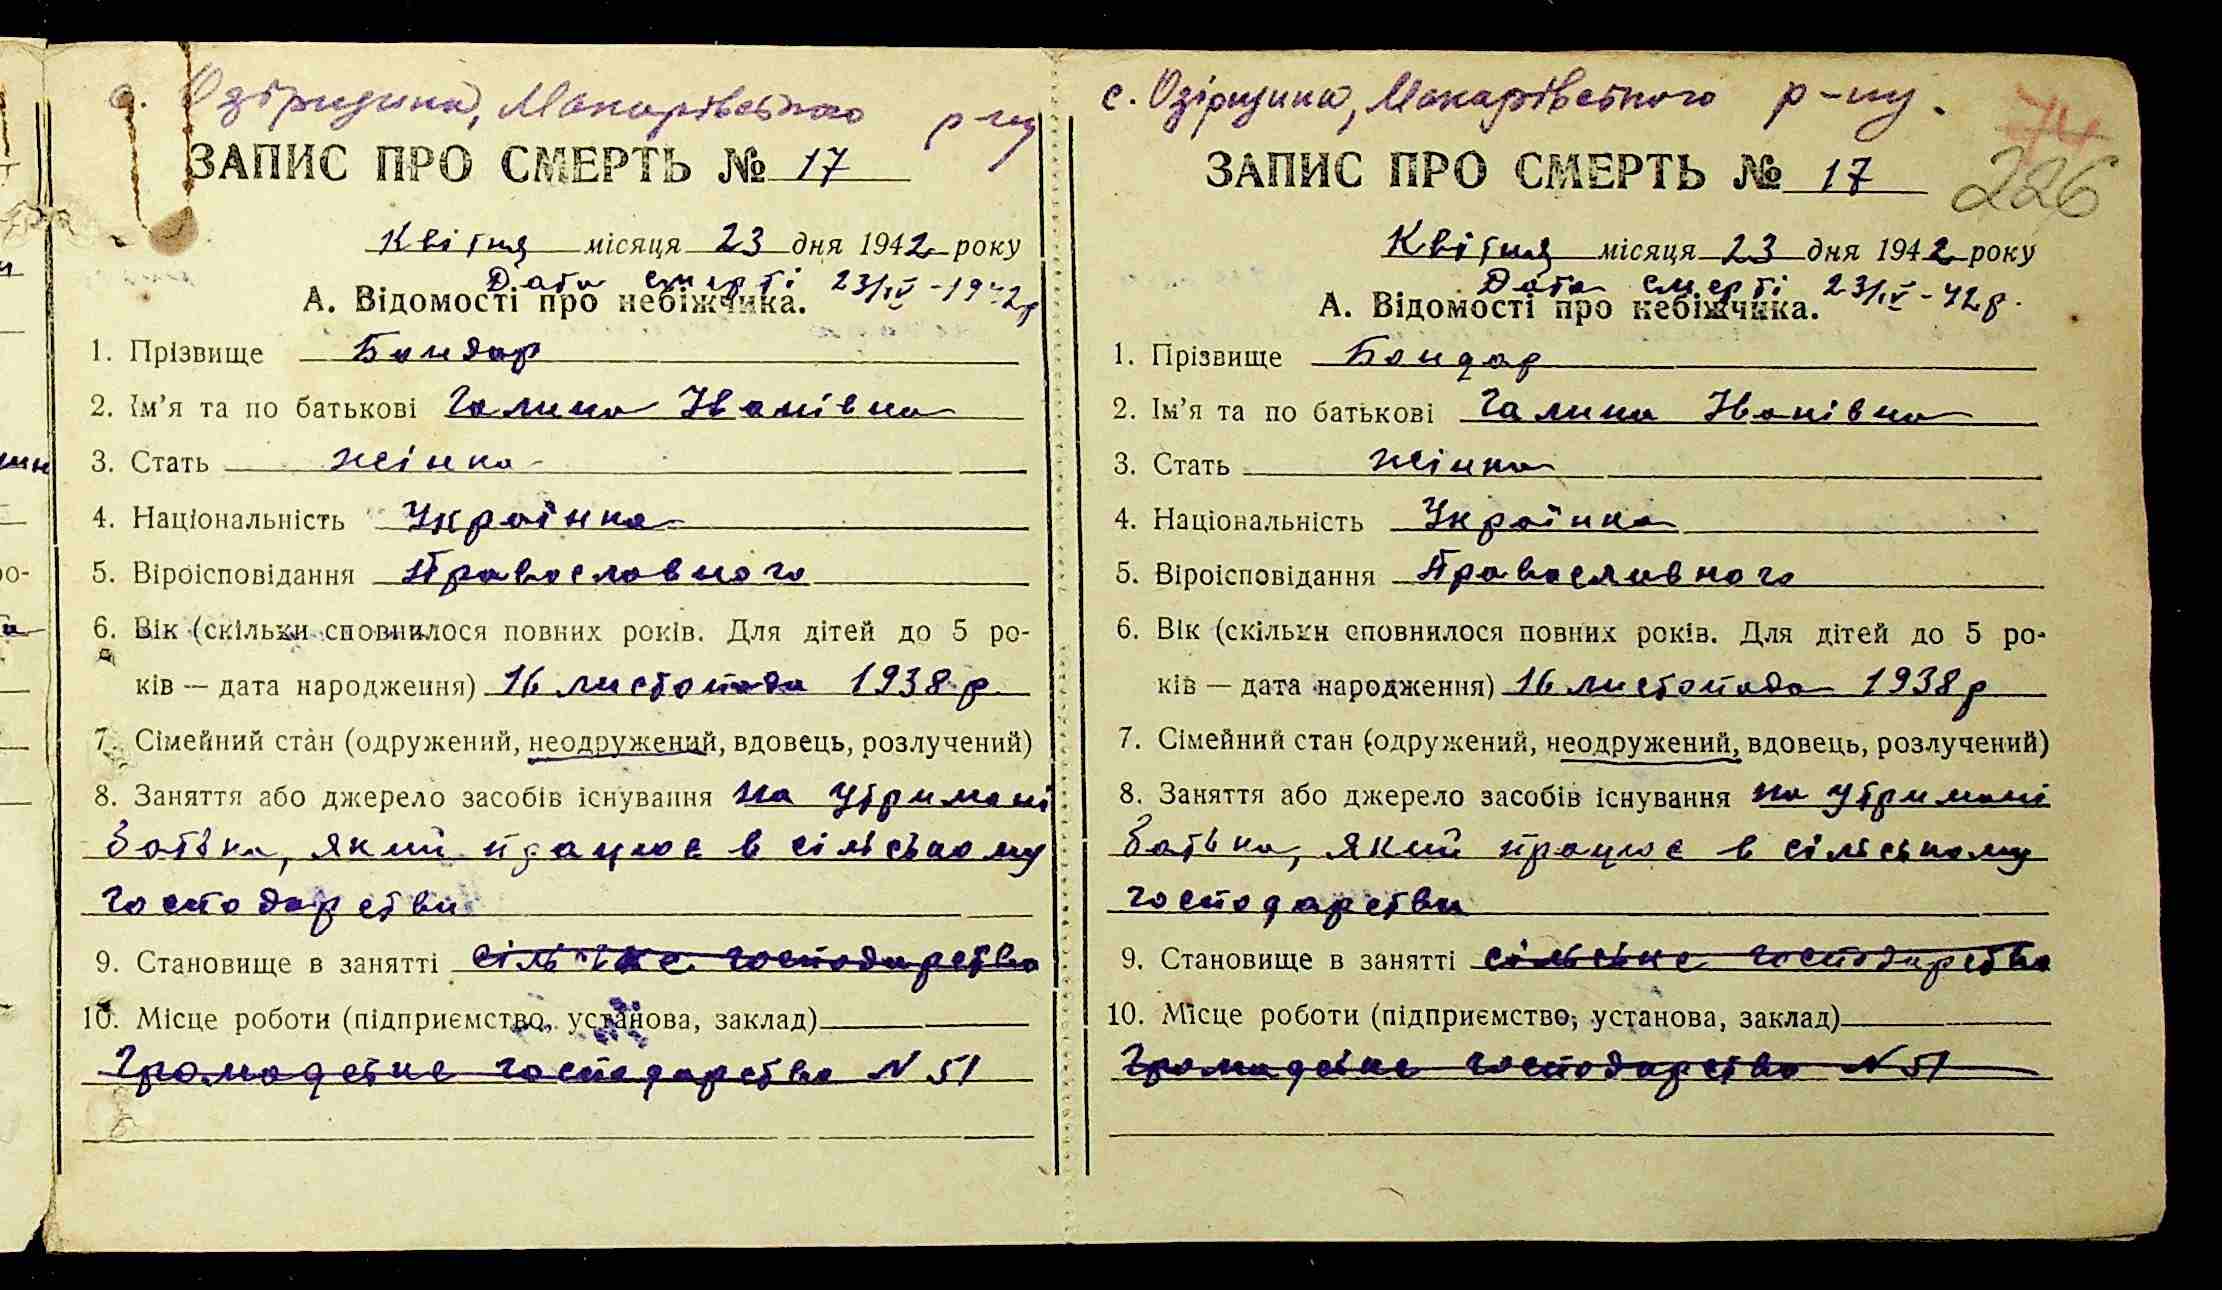 с. Озірщина, Макарівського р-ну
ЗАПИС ПРО СМЕРТЬ № 17
Квітня місяця 23 дня 1942 року
Дата смерті 23/IV-1942р
А. Відомості про небіжчика.
1. Прізвище Бондар
2. Ім'я та по батькові Галина Іванівна
3. Стать жінка
4. Національність Українка
5. Віроісповідання Православного
6. Вік (скільки сповнилося повних років. Для дітей до 5 ро-
ків — дата народження) 16 листопада 1938 р
7. Сімейний стан (одружений, неодружений, вдовець, розлучений)
8. Заняття або джерело засобів існування на утримані
батька, який працює в сільському
господарстви
9. Становище в занятті сільське господарство
10. Місце роботи (підприємство, установа, заклад)
Громадське господарство N 51
с. Озірщина, Макарівського р-ну.
74
226
ЗАПИС ПРО СМЕРТЬ № 17
Квітня місяця 23 дня 1942 року
Дата смерті 23/IV-42р.
А. Відомості про небіжчика.
1. Прізвище Бондар
2. Ім'я та по батькові Галина Іванівна
3. Стать жінка
4. Національність Українка
5. Віроісповідання Православного
6. Вік (скільки сповнилося повних років. Для дітей до 5 ро-
ків — дата народження) 16 листопада 1938 р
7. Сімейний стан (одружений, неодружений, вдовець, розлучений)
8. Заняття або джерело засобів існування на утримані
батька, який працює в сільському
господарстви
9. Становище в занятті сільське господарство
10. Місце роботи (підприємство, установа, заклад)
Громадське господарство N 51